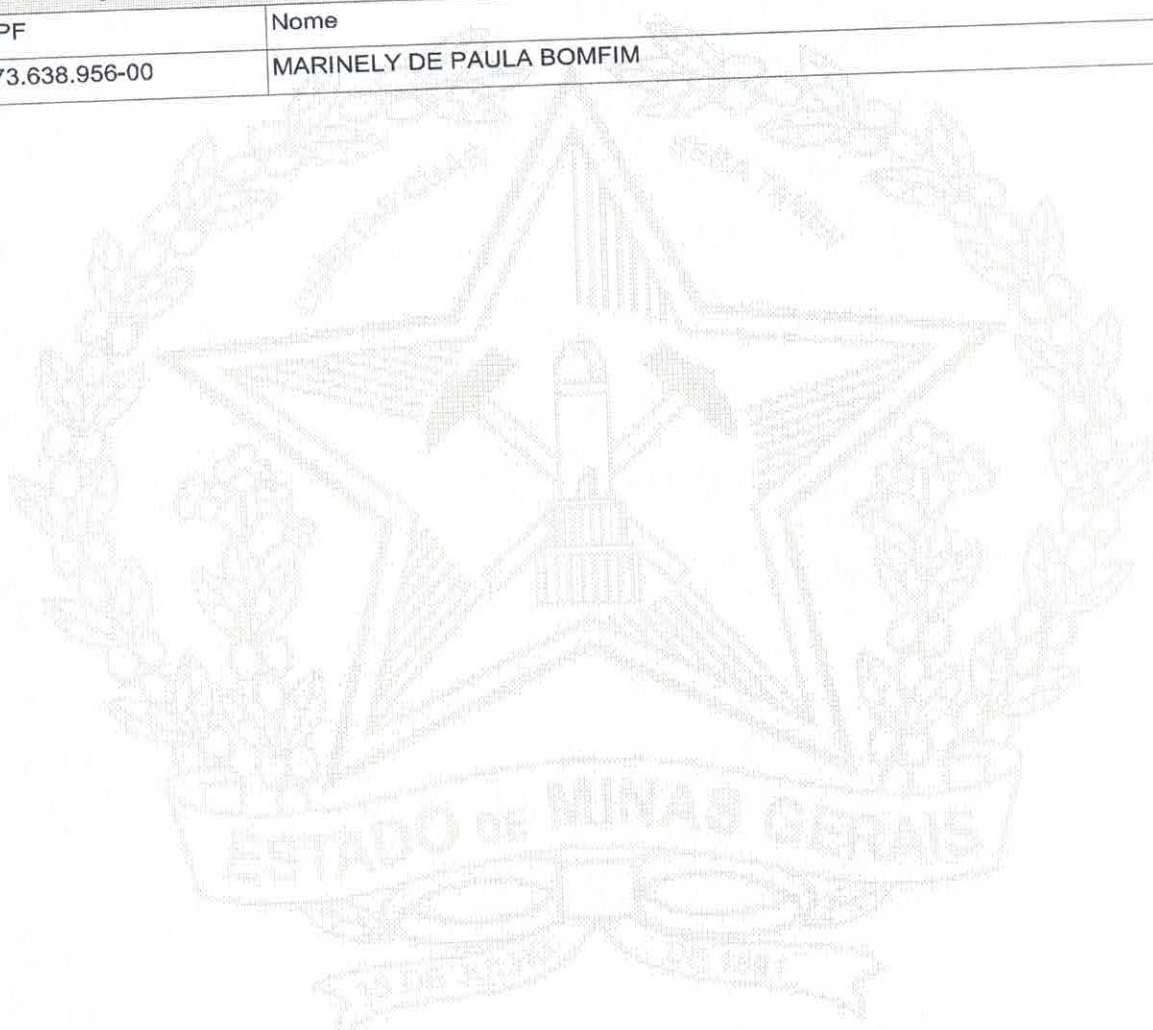 PF Nome
73.638.956-00 MARINELY DE PAULA BOMFIM
ESTADO DE MINAS GERAIS